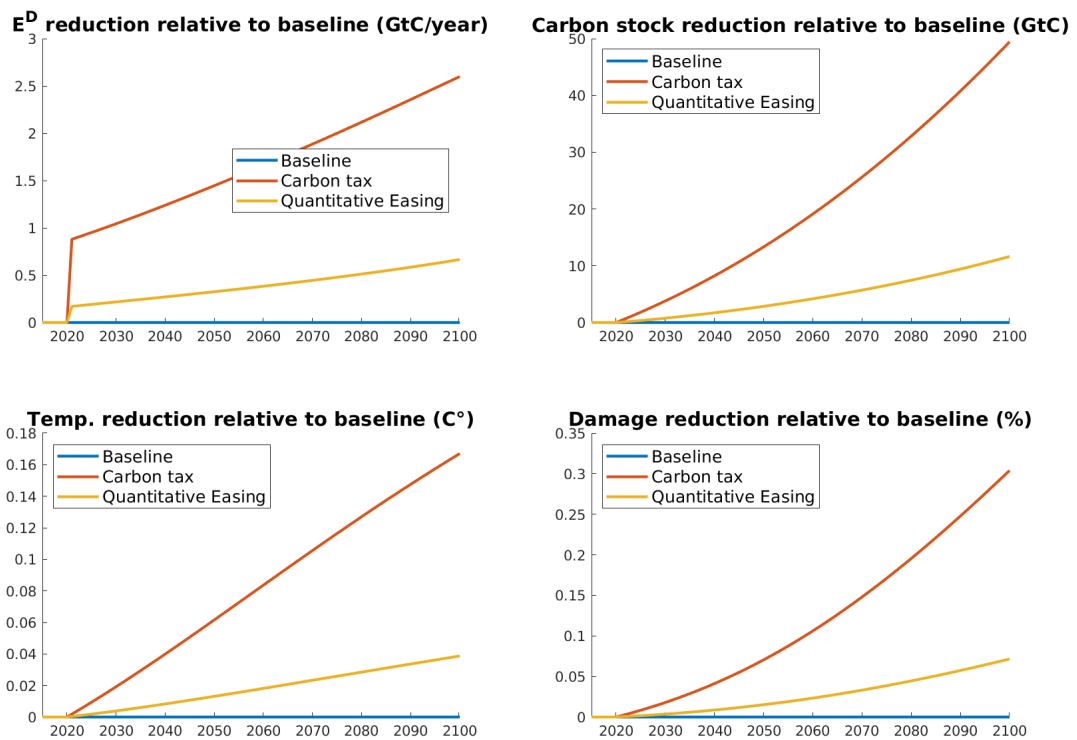 E^D reduction relative to baseline (GtC/year)
3
2.5
2
1.5
1
0.5
0
Baseline
Carbon tax
Quantitative Easing
2020 2030 2040 2050 2060 2070 2080 2090 2100
Carbon stock reduction relative to baseline (GtC)
50
40
30
20
10
0
Baseline
Carbon tax
Quantitative Easing
2020 2030 2040 2050 2060 2070 2080 2090 2100
Temp. reduction relative to baseline (C°)
0.18
0.16
0.14
0.12
0.1
0.08
0.06
0.04
0.02
0
Baseline
Carbon tax
Quantitative Easing
2020 2030 2040 2050 2060 2070 2080 2090 2100
Damage reduction relative to baseline (%)
0.35
0.3
0.25
0.2
0.15
0.1
0.05
0
Baseline
Carbon tax
Quantitative Easing
2020 2030 2040 2050 2060 2070 2080 2090 2100